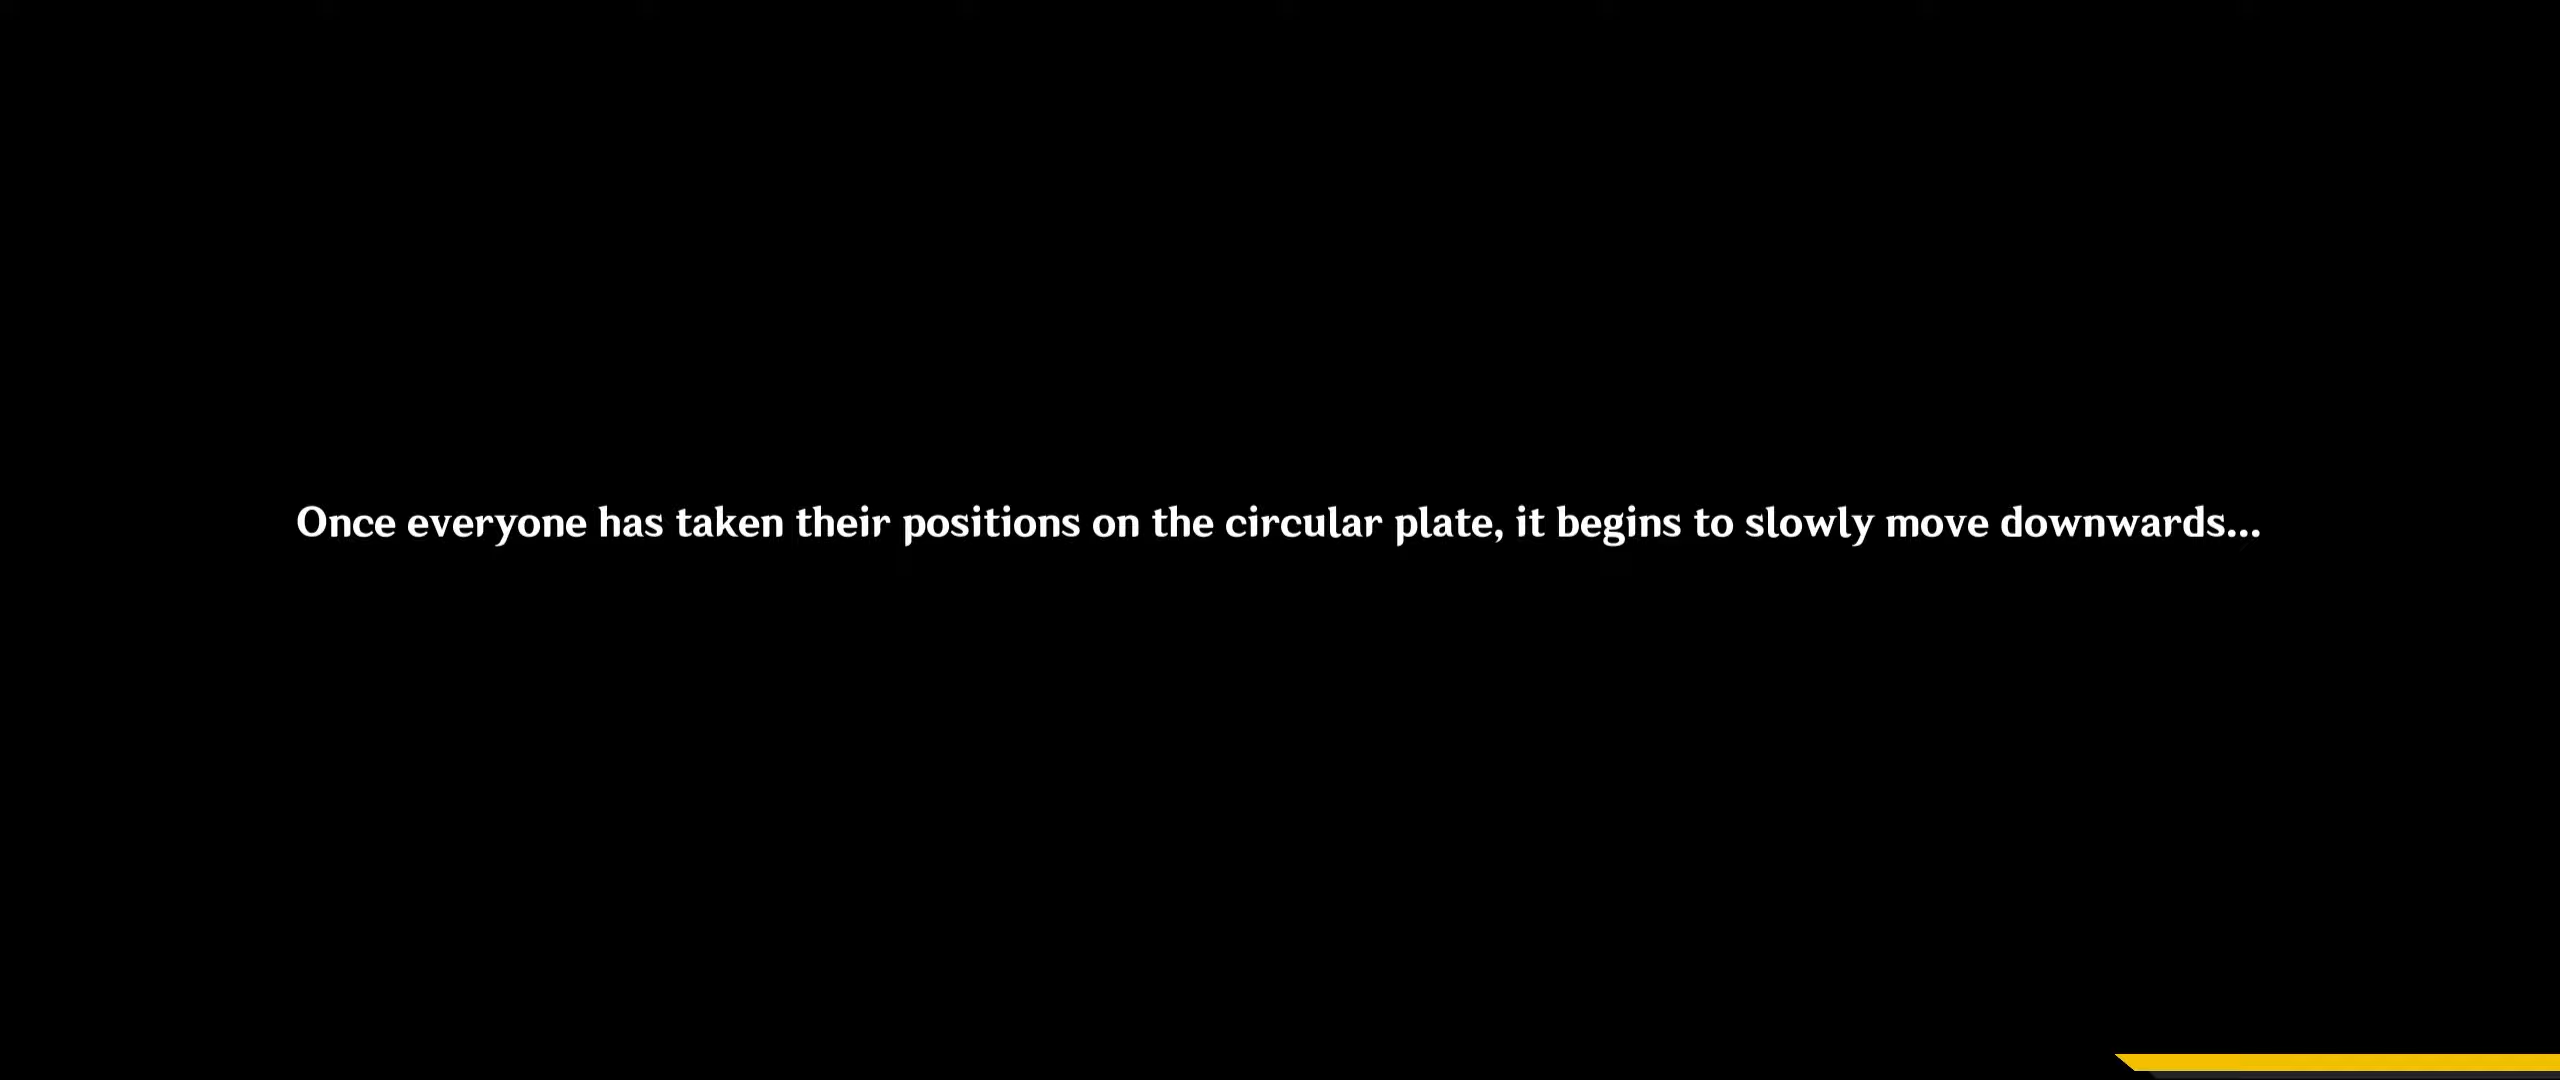 Once everyone has taken their positions on the circular plate, it begins to slowly move downwards...